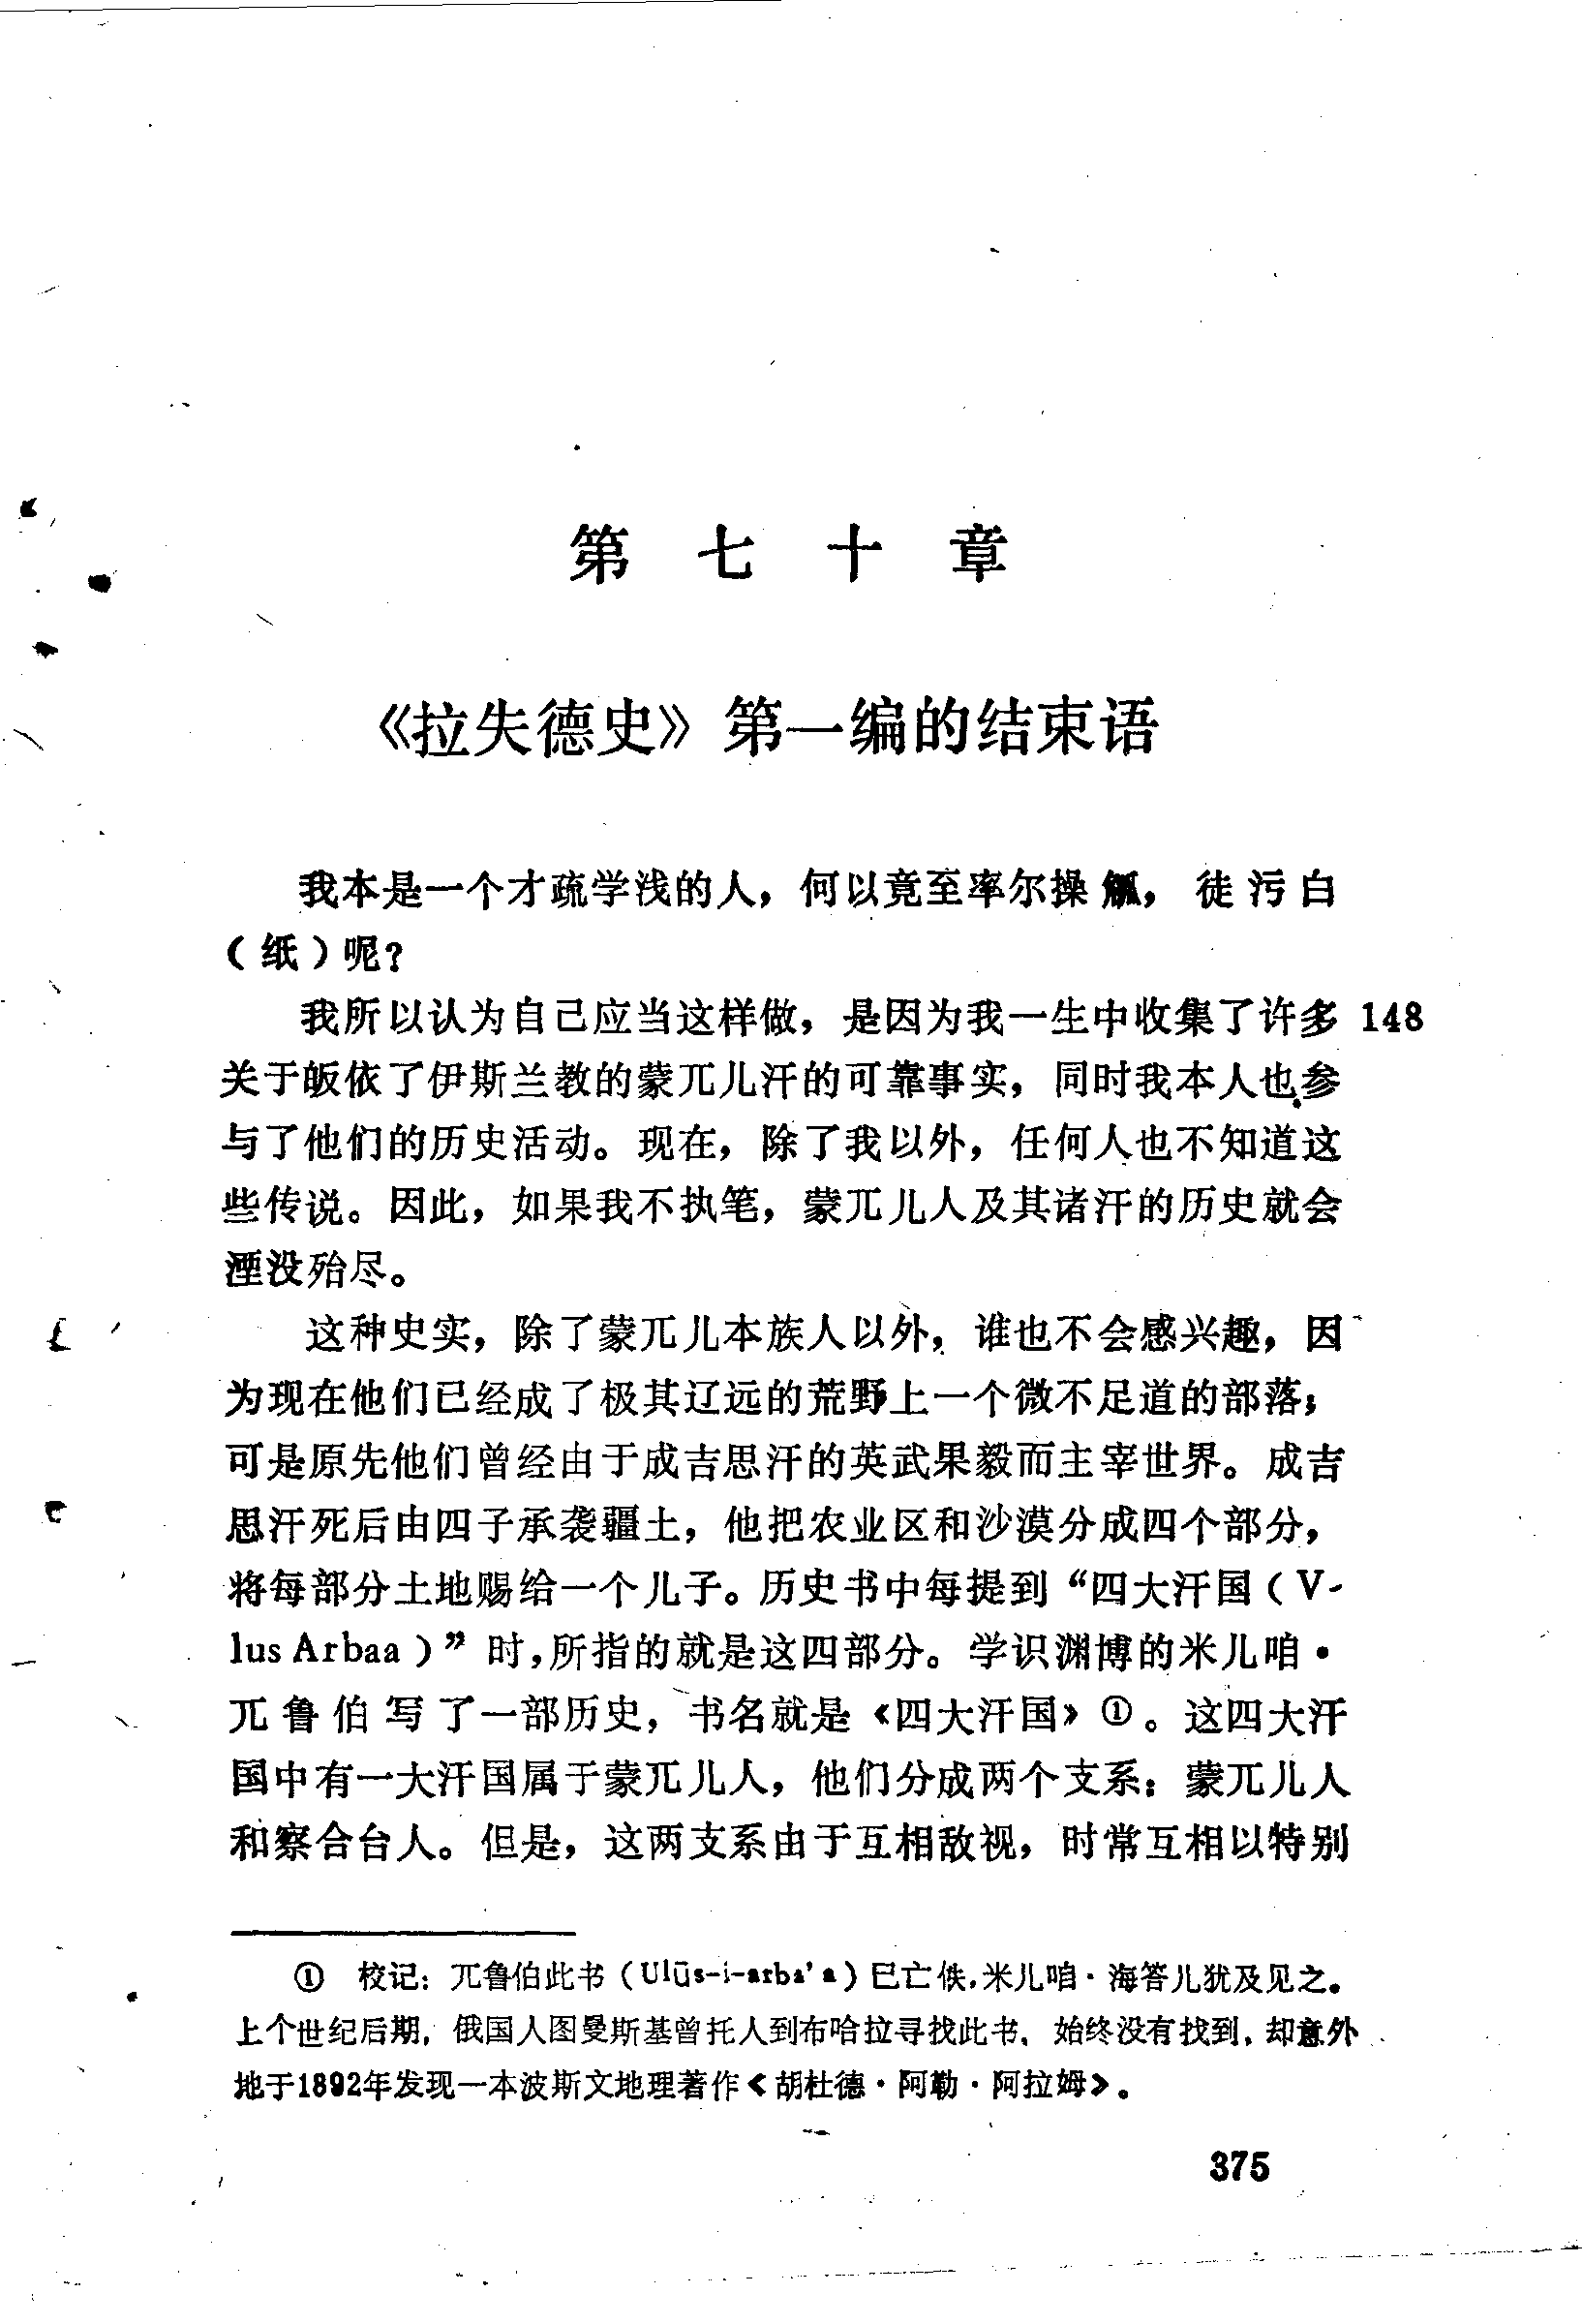 第七十章
《拉失德史》第一编的结束语
我本是一个才疏学浅的人，何以竟至率尔操觚，徒污白
（纸）呢？
我所以认为自己应当这样做，是因为我一生中收集了许多 148
关于皈依了伊斯兰教的蒙兀儿汗的可靠事实，同时我本人也参
与了他们的历史活动。现在，除了我以外，任何人也不知道这
些传说。因此，如果我不执笔，蒙兀儿人及其诸汗的历史就会
湮没殆尽。
这种史实，除了蒙兀儿本族人以外，谁也不会感兴趣，因
为现在他们已经成了极其辽远的荒野上一个微不足道的部落；
可是原先他们曾经由于成吉思汗的英武果毅而主宰世界。成吉
思汗死后由四子承袭疆土，他把农业区和沙漠分成四个部分，
将每部分土地赐给一个儿子。历史书中每提到“四大汗国（V-
lus Arbaa）”时，所指的就是这四部分。学识渊博的米儿咱·
兀鲁伯写了一部历史，书名就是《四大汗国》①。这四大汗
国中有一大汗国属于蒙兀儿人，他们分成两个支系：蒙兀儿人
和察合台人。但是，这两支系由于互相敌视，时常互相以特别
① 校记：兀鲁伯此书（Ulūs-i-arba'a）已亡佚，米儿咱·海答儿犹及见之。
上个世纪后期，俄国人图曼斯基曾托人到布哈拉寻找此书，始终没有找到，却意外
地于1892年发现一本波斯文地理著作《胡杜德·阿勒·阿拉姆》。
375